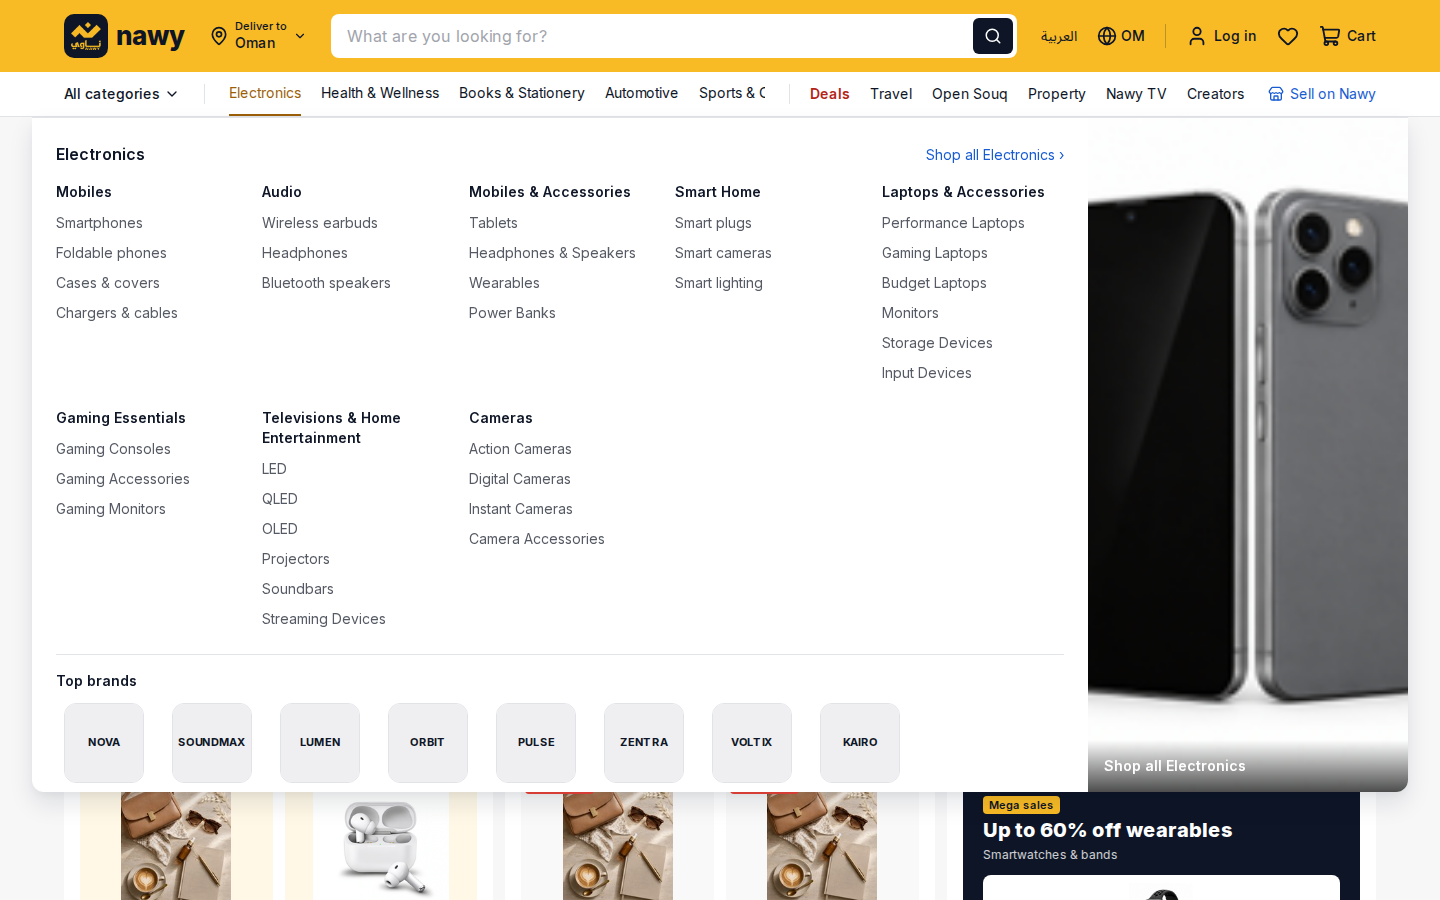 نـاوي
NAWY
nawy
Deliver to
Oman
What are you looking for?
العربية
OM
Log in
Cart
All categories
Electronics
Health & Wellness
Books & Stationery
Automotive
Sports &
Deals
Travel
Open Souq
Property
Nawy TV
Creators
Sell on Nawy
Electronics
Shop all Electronics ›
Mobiles
Smartphones
Foldable phones
Cases & covers
Chargers & cables
Audio
Wireless earbuds
Headphones
Bluetooth speakers
Mobiles & Accessories
Tablets
Headphones & Speakers
Wearables
Power Banks
Smart Home
Smart plugs
Smart cameras
Smart lighting
Laptops & Accessories
Performance Laptops
Gaming Laptops
Budget Laptops
Monitors
Storage Devices
Input Devices
Gaming Essentials
Gaming Consoles
Gaming Accessories
Gaming Monitors
Televisions & Home
Entertainment
LED
QLED
OLED
Projectors
Soundbars
Streaming Devices
Cameras
Action Cameras
Digital Cameras
Instant Cameras
Camera Accessories
Top brands
NOVA
SOUNDMAX
LUMEN
ORBIT
PULSE
ZENTRA
VOLTIX
KAIRO
Shop all Electronics
Mega sales
Up to 60% off wearables
Smartwatches & bands